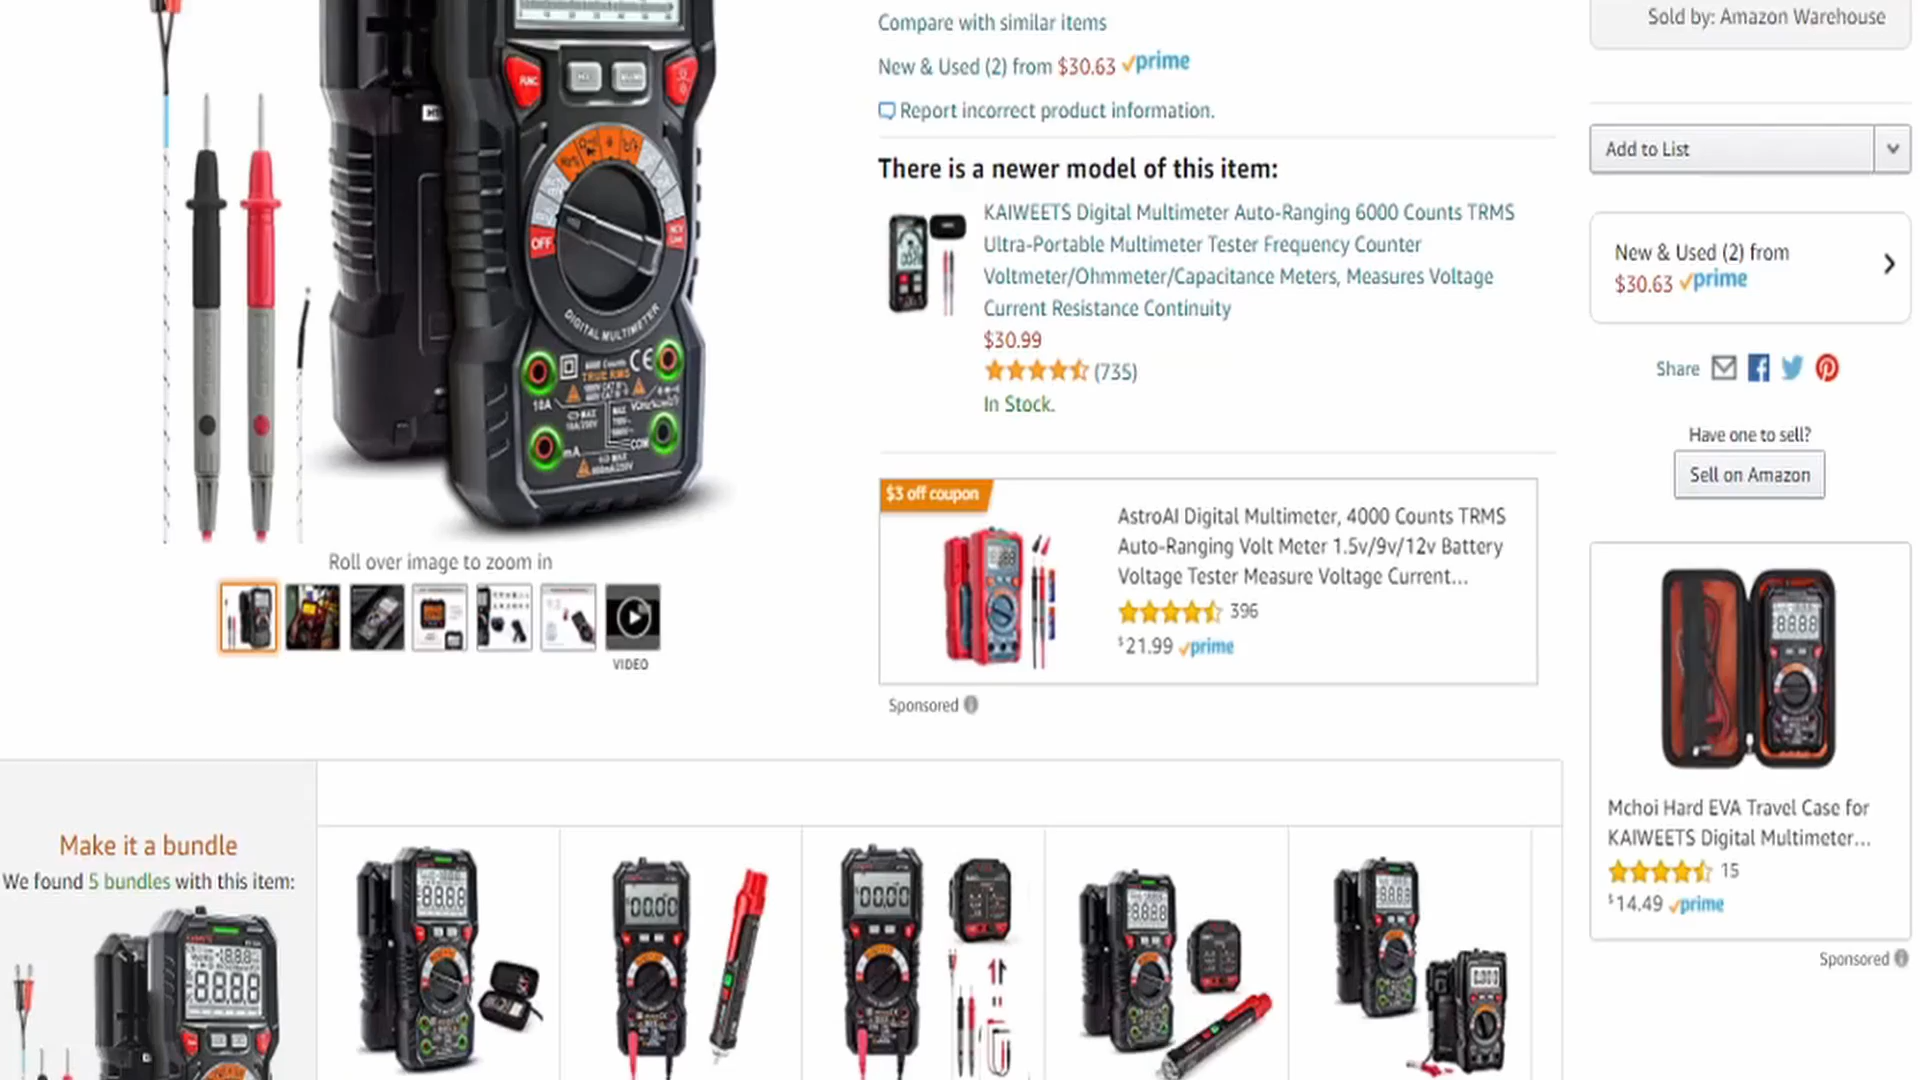 FUNC
OFF
DIGITAL MULTIMETER
TRUE RMS
10A
mA
COM
Roll over image to zoom in
VIDEO
Compare with similar items
New & Used (2) from $30.63 prime
Report incorrect product information.
There is a newer model of this item:
KAIWEETS Digital Multimeter Auto-Ranging 6000 Counts TRMS
Ultra-Portable Multimeter Tester Frequency Counter
Voltmeter/Ohmmeter/Capacitance Meters, Measures Voltage
Current Resistance Continuity
$30.99
(735)
In Stock.
$3 off coupon
AstroAI Digital Multimeter, 4000 Counts TRMS
Auto-Ranging Volt Meter 1.5v/9v/12v Battery
Voltage Tester Measure Voltage Current...
396
$21.99 prime
Sponsored
Sold by: Amazon Warehouse
Add to List
New & Used (2) from
$30.63 prime
Share
Have one to sell?
Sell on Amazon
Mchoi Hard EVA Travel Case for
KAIWEETS Digital Multimeter...
15
$14.49 prime
Sponsored
Make it a bundle
We found 5 bundles with this item: